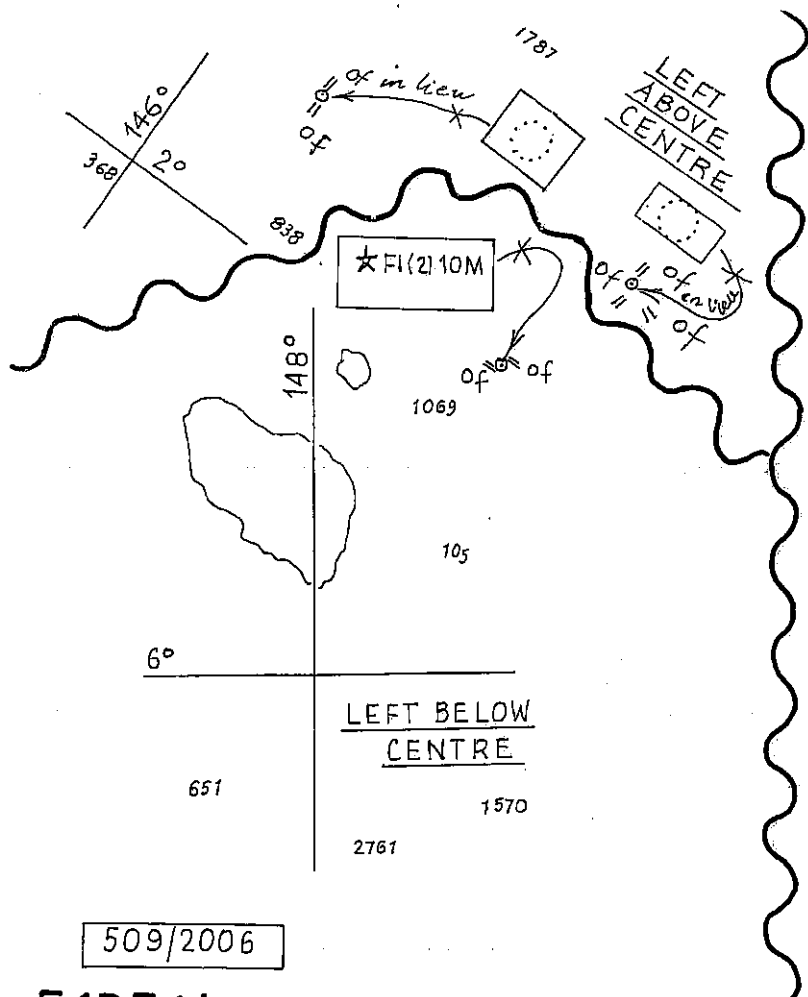 1787
LEFT
ABOVE
CENTRE
of in lieu
of
146°
368
2°
838
☆ Fl(2) 10M
of
of in lieu
of
148°
of
of
1069
105
6°
LEFT BELOW
CENTRE
651
1570
2761
509/2006